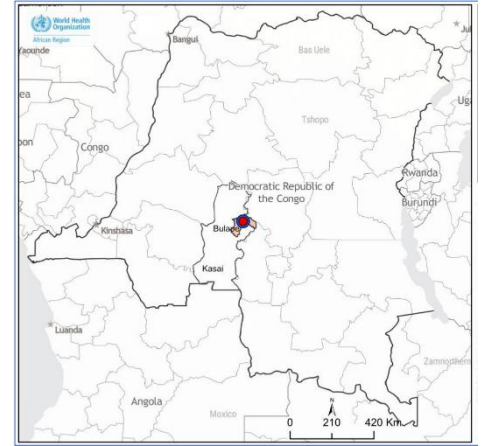 World Health
Organization
African Region
Yaounde
Bangui
Bas Uele
Tshopo
Congo
Rwanda
Democratic Republic of
the Congo
Burundi
Kinshasa
Kasai
Luanda
Angola
Moxico
N
0 210 420 Km